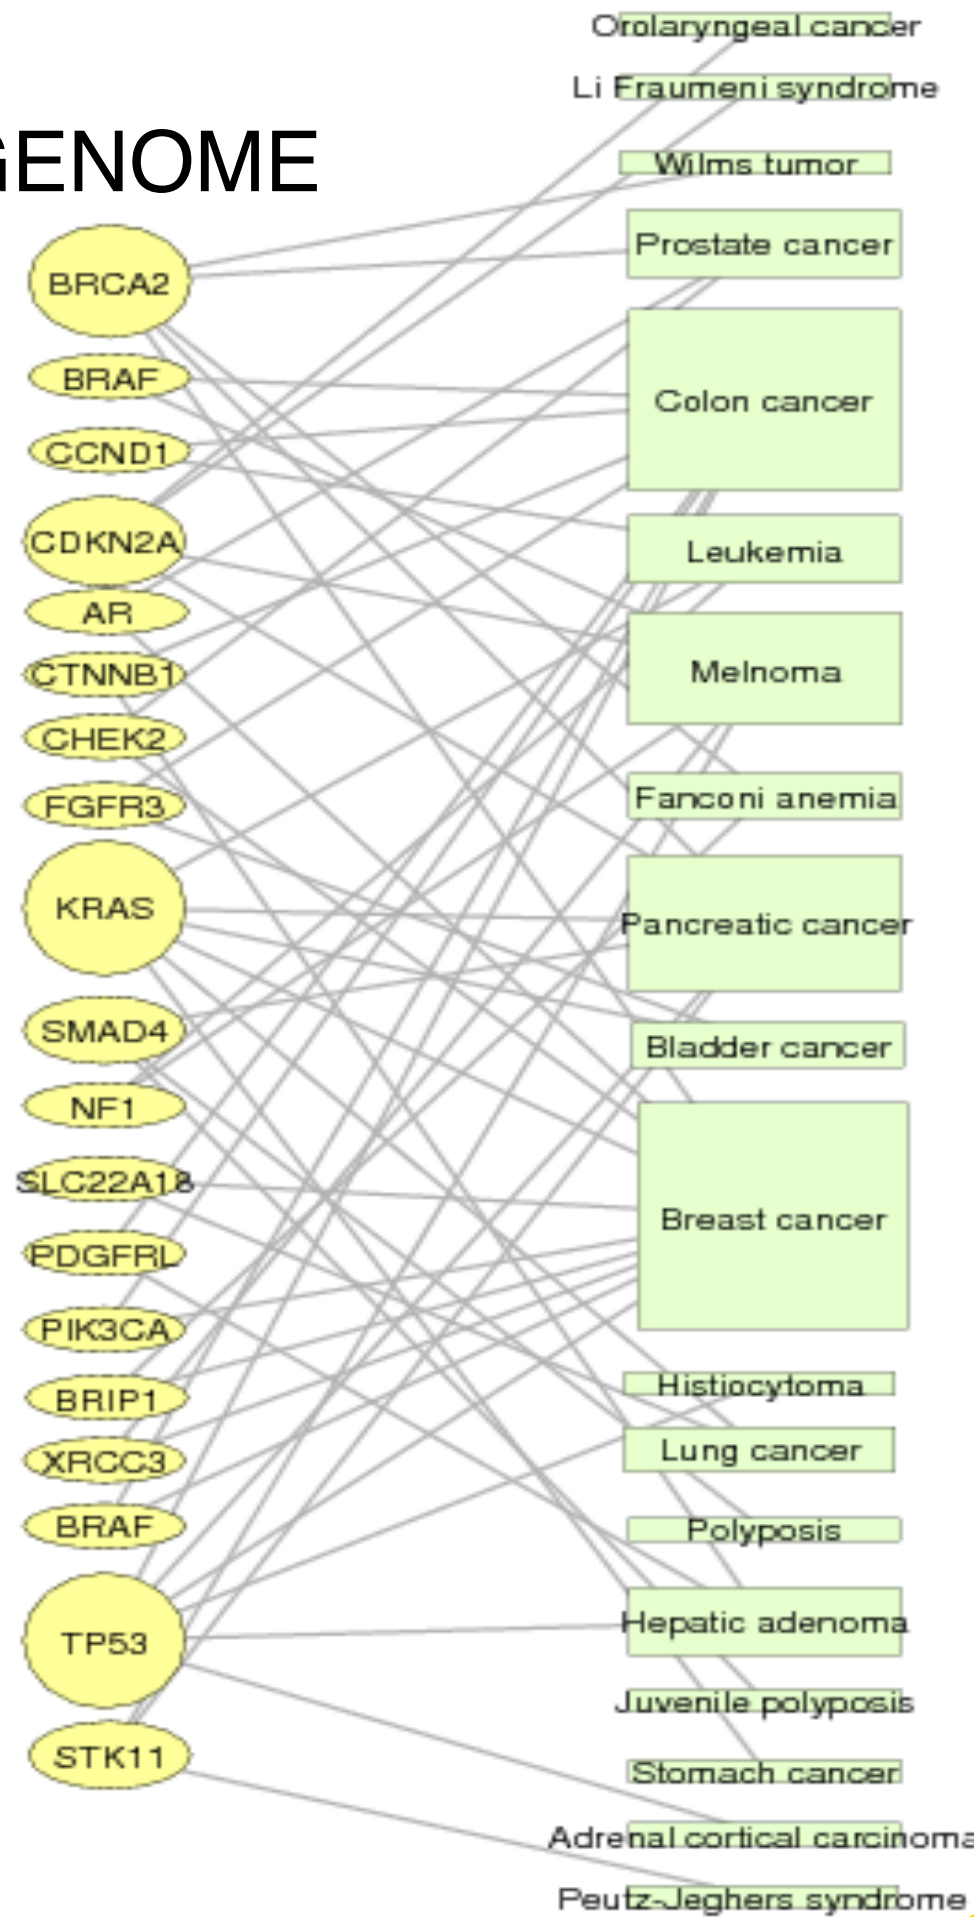 GENOME
BRCA2
BRAF
CCND1
CDKN2A
AR
CTNNB1
CHEK2
FGFR3
KRAS
SMAD4
NF1
SLC22A18
PDGFRL
PIK3CA
BRIP1
XRCC3
BRAF
TP53
STK11
Orolaryngeal cancer
Li Fraumeni syndrome
Wilms tumor
Prostate cancer
Colon cancer
Leukemia
Melnoma
Fanconi anemia
Pancreatic cancer
Bladder cancer
Breast cancer
Histiocytoma
Lung cancer
Polyposis
Hepatic adenoma
Juvenile polyposis
Stomach cancer
Adrenal cortical carcinoma
Peutz-Jeghers syndrome